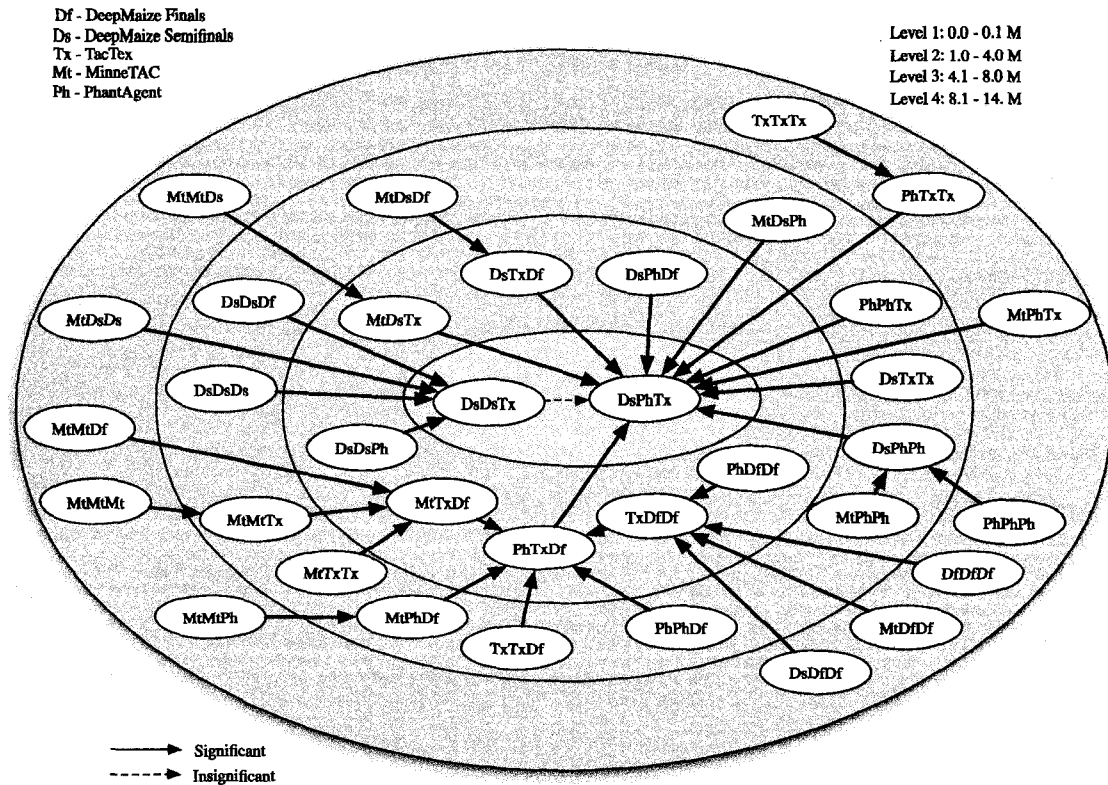 Df - DeepMaize Finals
Ds - DeepMaize Semifinals
Tx - TacTex
Mt - MinneTAC
Ph - PhantAgent
Level 1: 0.0 - 0.1 M
Level 2: 1.0 - 4.0 M
Level 3: 4.1 - 8.0 M
Level 4: 8.1 - 14. M
TxTxTx
MtMtDs
MtDsDf
PhTxTx
MtDsPh
DsTxDf
DsPhDf
DsDsDf
PhPhTx
MtDsDs
MtDsTx
MtPhTx
DsDsDs
DsDsTx
DsPhTx
DsTxTx
MtMtDf
DsDsPh
DsPhPh
PhDfDf
MtMtMt
MtMtTx
MtTxDf
TxDfDf
MtPhPh
PhPhPh
PhTxDf
MtTxTx
DfDfDf
MtMtPh
MtPhDf
PhPhDf
MtDfDf
TxTxDf
DsDfDf
Significant
Insignificant